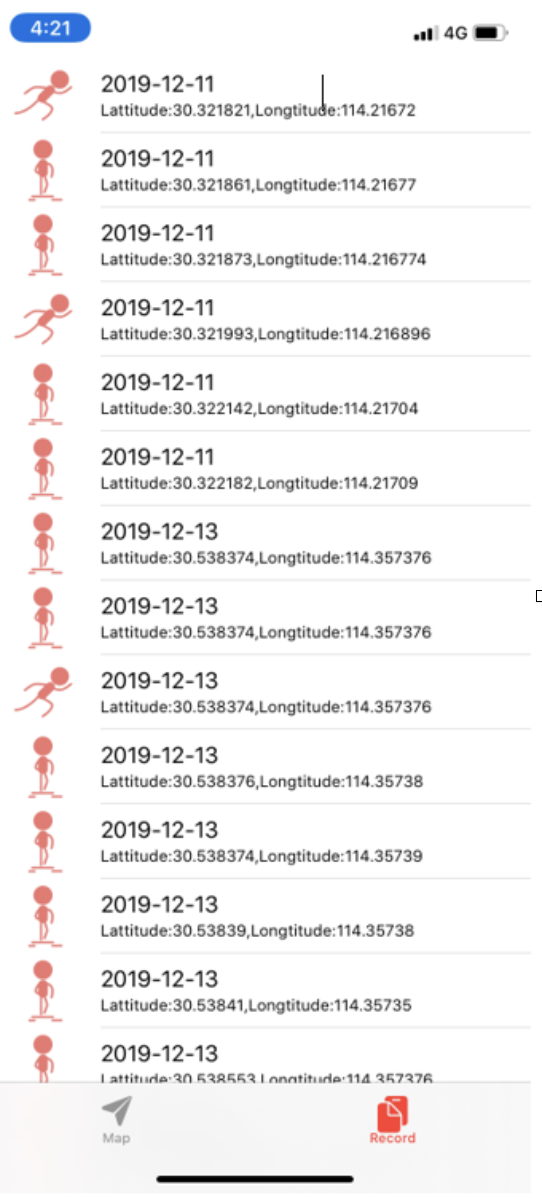 4:21
4G
2019-12-11
Lattitude:30.321821,Longtitude:114.21672
2019-12-11
Lattitude:30.321861,Longtitude:114.21677
2019-12-11
Lattitude:30.321873,Longtitude:114.216774
2019-12-11
Lattitude:30.321993,Longtitude:114.216896
2019-12-11
Lattitude:30.322142,Longtitude:114.21704
2019-12-11
Lattitude:30.322182,Longtitude:114.21709
2019-12-13
Lattitude:30.538374,Longtitude:114.357376
2019-12-13
Lattitude:30.538374,Longtitude:114.357376
2019-12-13
Lattitude:30.538374,Longtitude:114.357376
2019-12-13
Lattitude:30.538376,Longtitude:114.35738
2019-12-13
Lattitude:30.538374,Longtitude:114.35739
2019-12-13
Lattitude:30.53839,Longtitude:114.35738
2019-12-13
Lattitude:30.53841,Longtitude:114.35735
2019-12-13
Lattitude:30.538553,Longtitude:114.357376
Map
Record